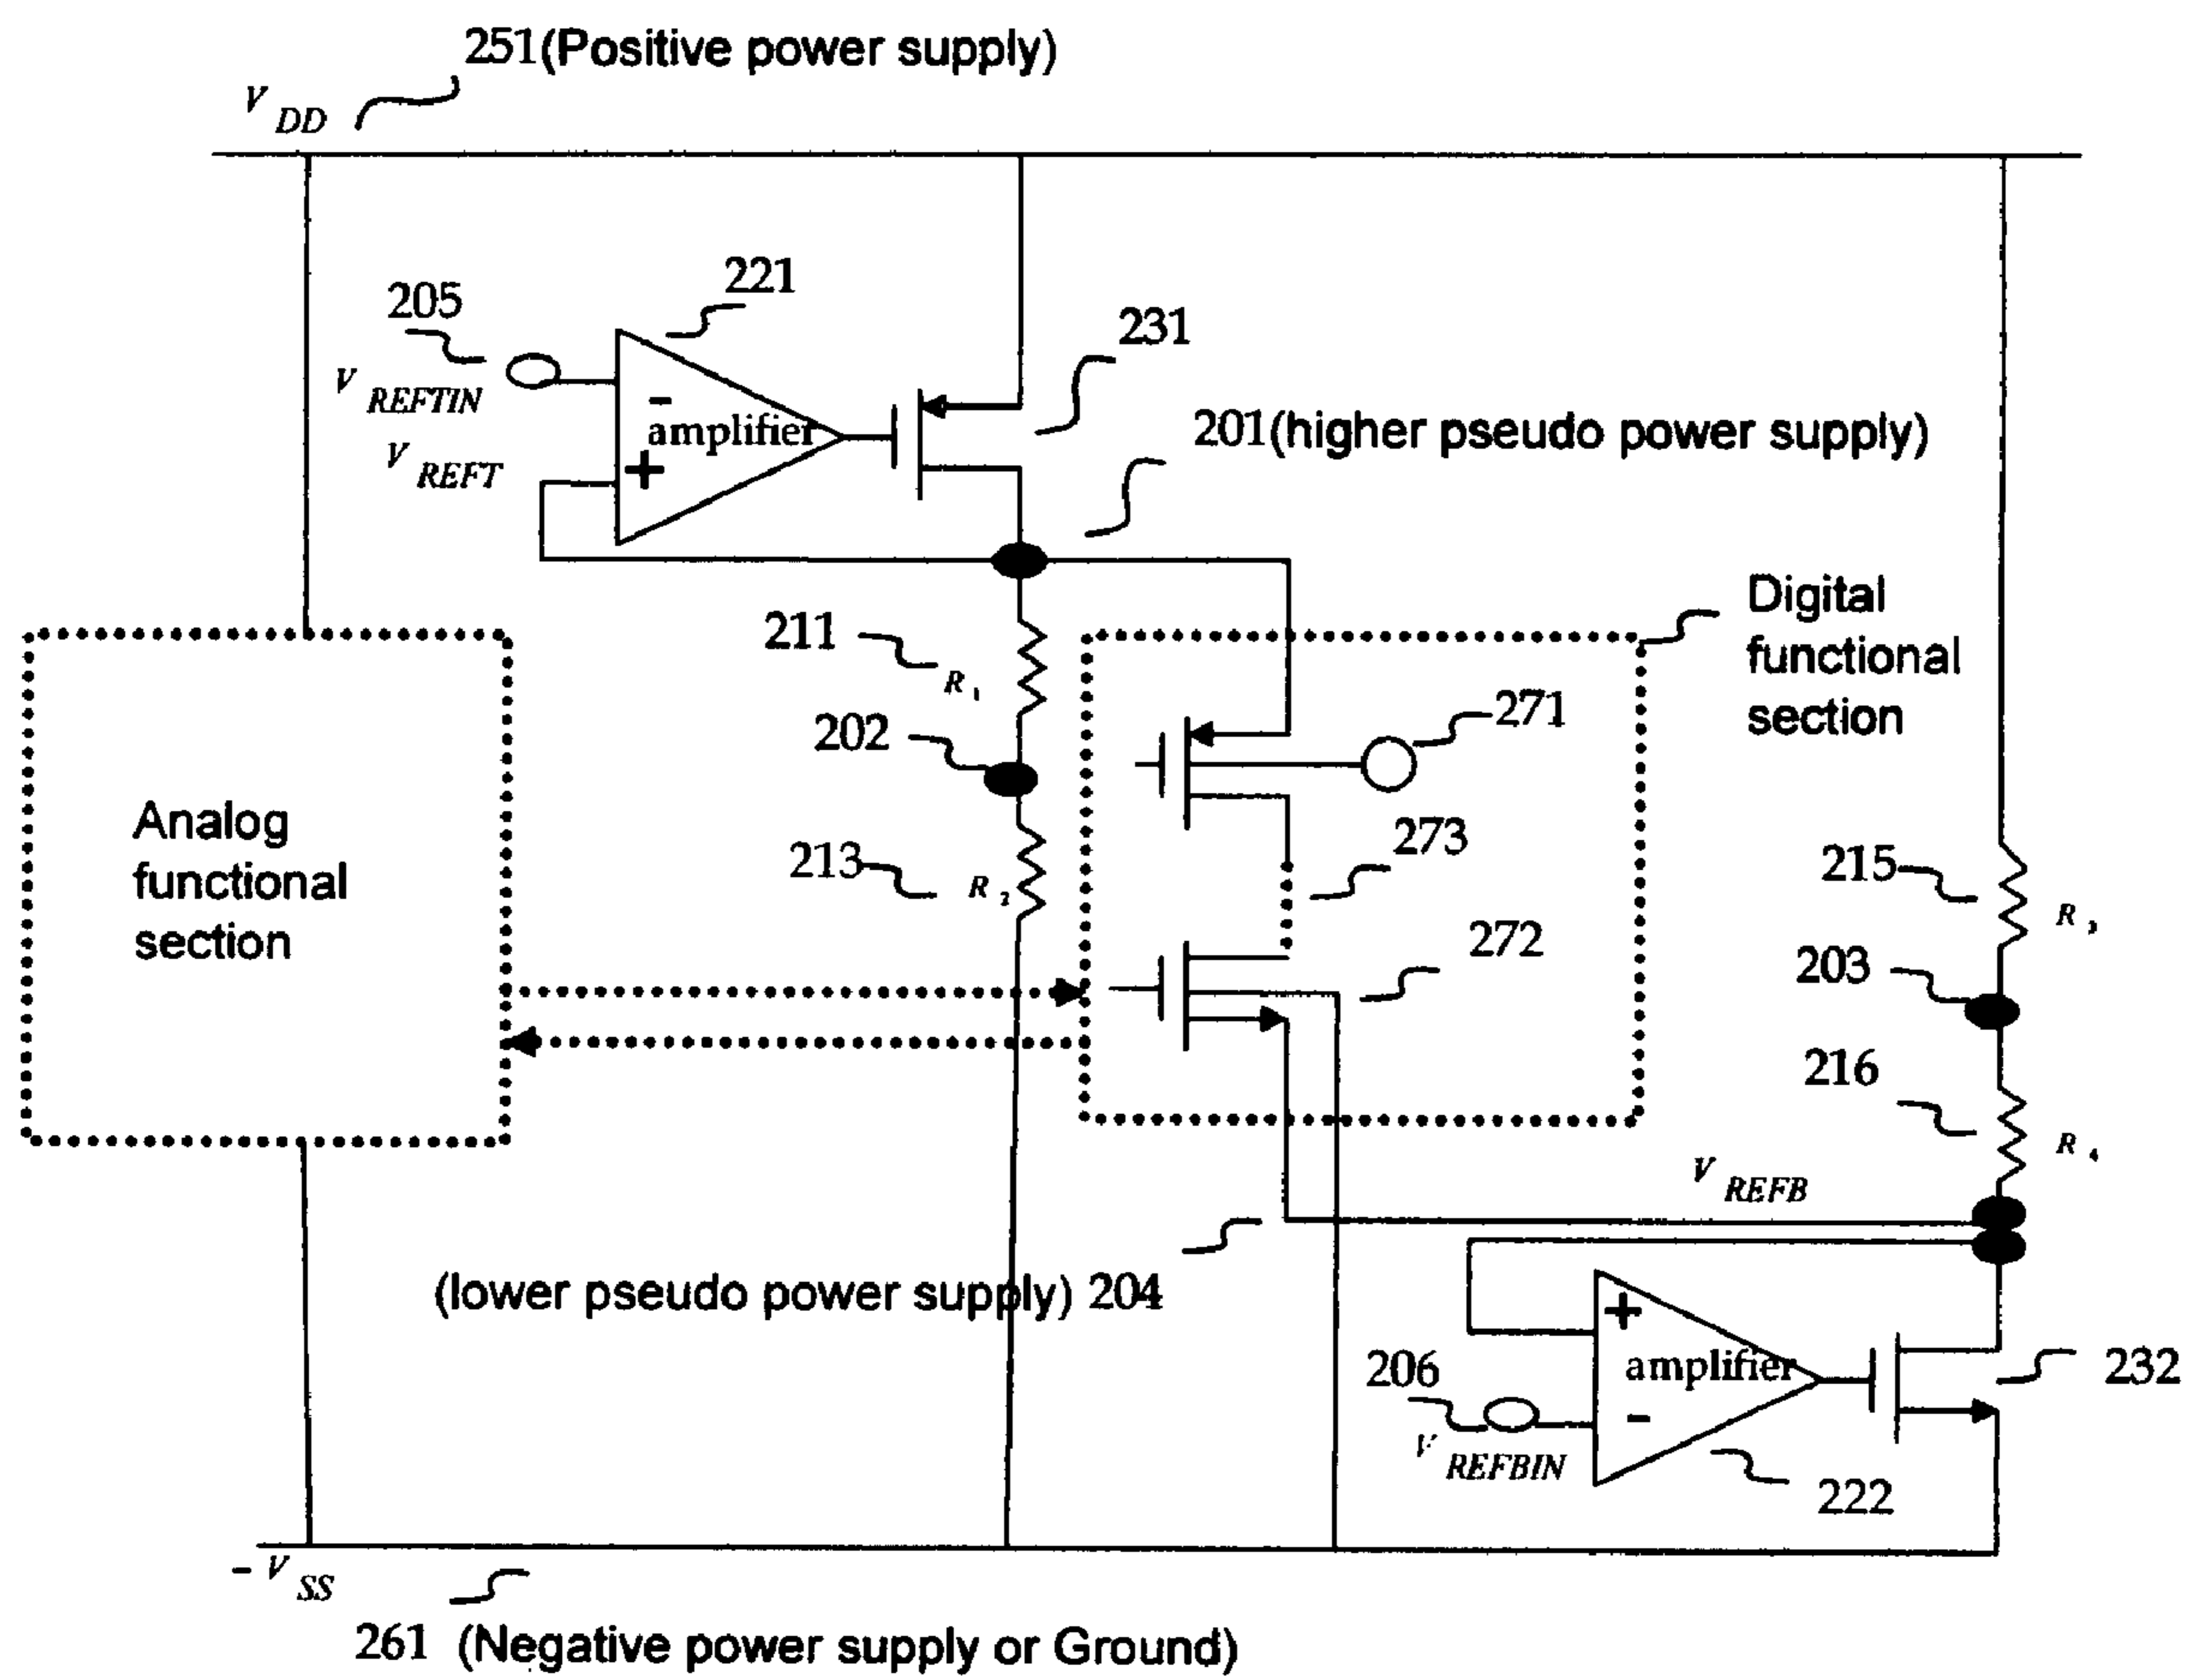 251(Positive power supply)
V DD
221
205
231
V REFTIN
-
amplifier
201(higher pseudo power supply)
V REFT
+
Digital
functional
section
211
R 1
271
202
Analog
functional
section
273
213
R 2
215
R 3
272
203
216
R 4
V REFB
(lower pseudo power supply) 204
+
amplifier
206
232
-
V REFBIN
222
- V SS
261 (Negative power supply or Ground)